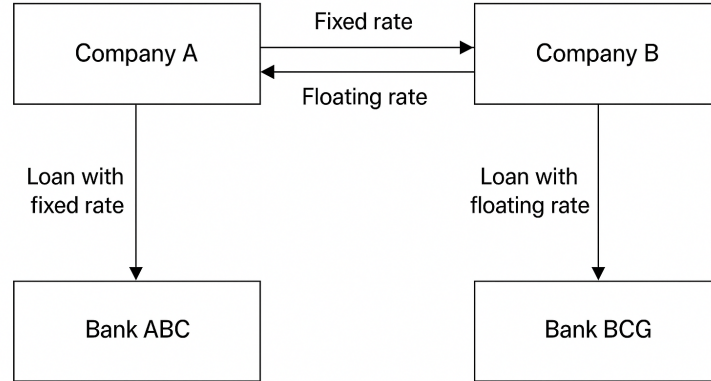 Company A
Fixed rate
Company B
Floating rate
Loan with
fixed rate
Loan with
floating rate
Bank ABC
Bank BCG